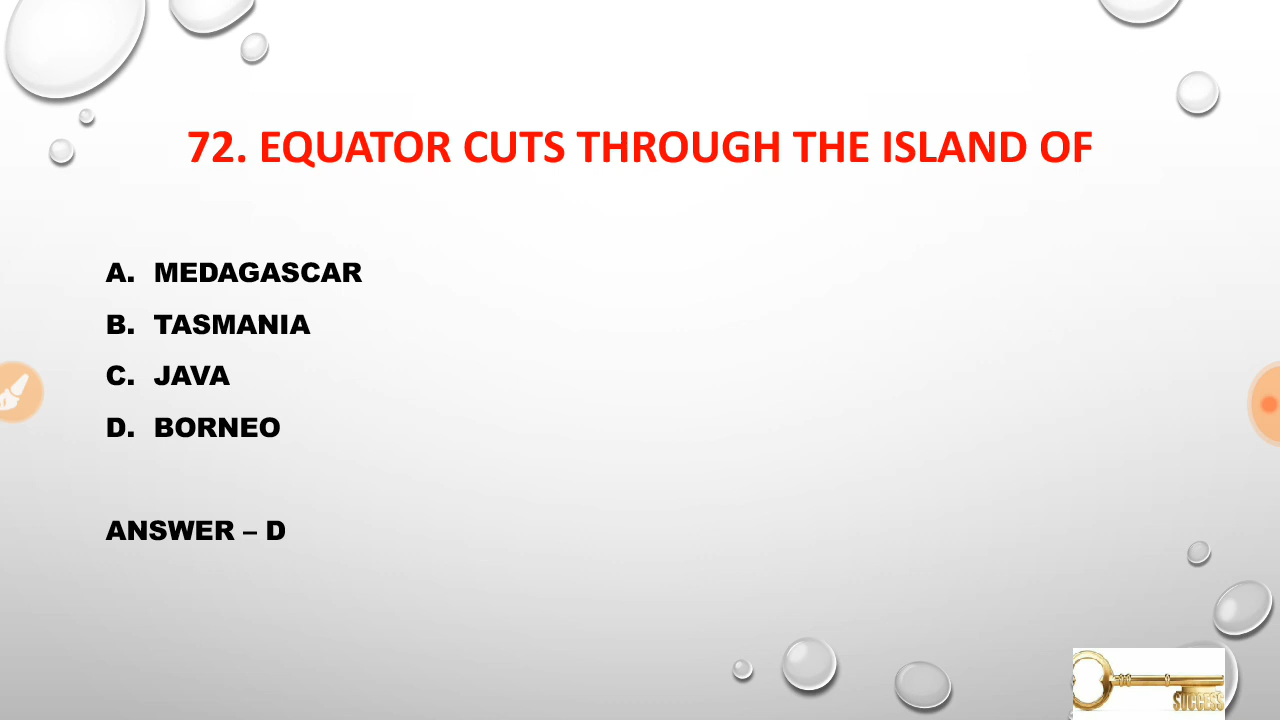 72. EQUATOR CUTS THROUGH THE ISLAND OF
A. MEDAGASCAR
B. TASMANIA
C. JAVA
D. BORNEO
ANSWER – D
SUCCESS